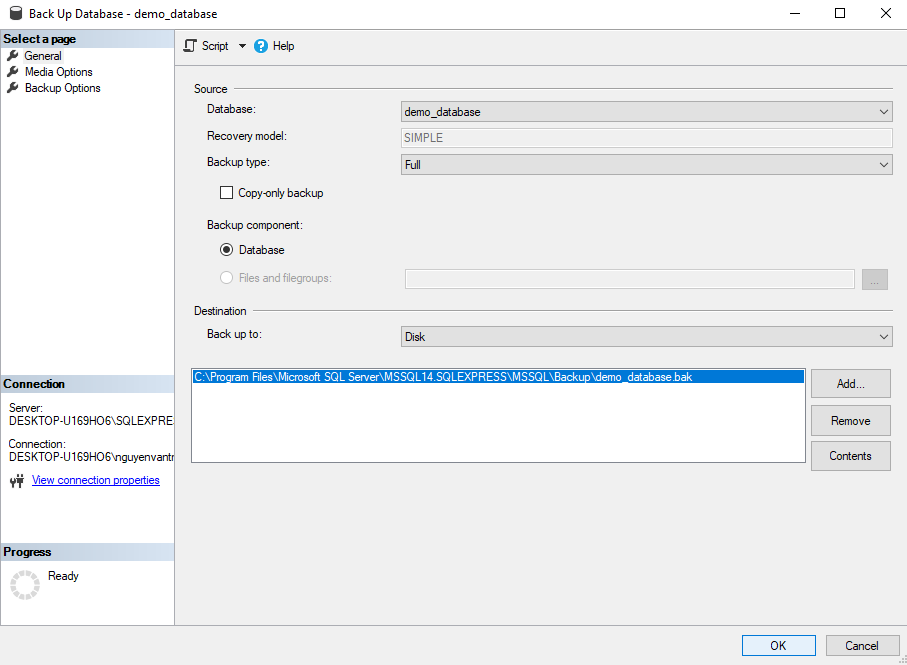 Back Up Database - demo_database
Select a page
General
Media Options
Backup Options
Script
Help
Source
Database:
demo_database
Recovery model:
SIMPLE
Backup type:
Full
Copy-only backup
Backup component:
Database
Files and filegroups:
...
Destination
Back up to:
Disk
C:\Program Files\Microsoft SQL Server\MSSQL14.SQLEXPRESS\MSSQL\Backup\demo_database.bak
Add...
Remove
Contents
Connection
Server:
DESKTOP-U169HO6\SQLEXPRE
Connection:
DESKTOP-U169HO6\nguyenvantr
View connection properties
Progress
Ready
OK
Cancel